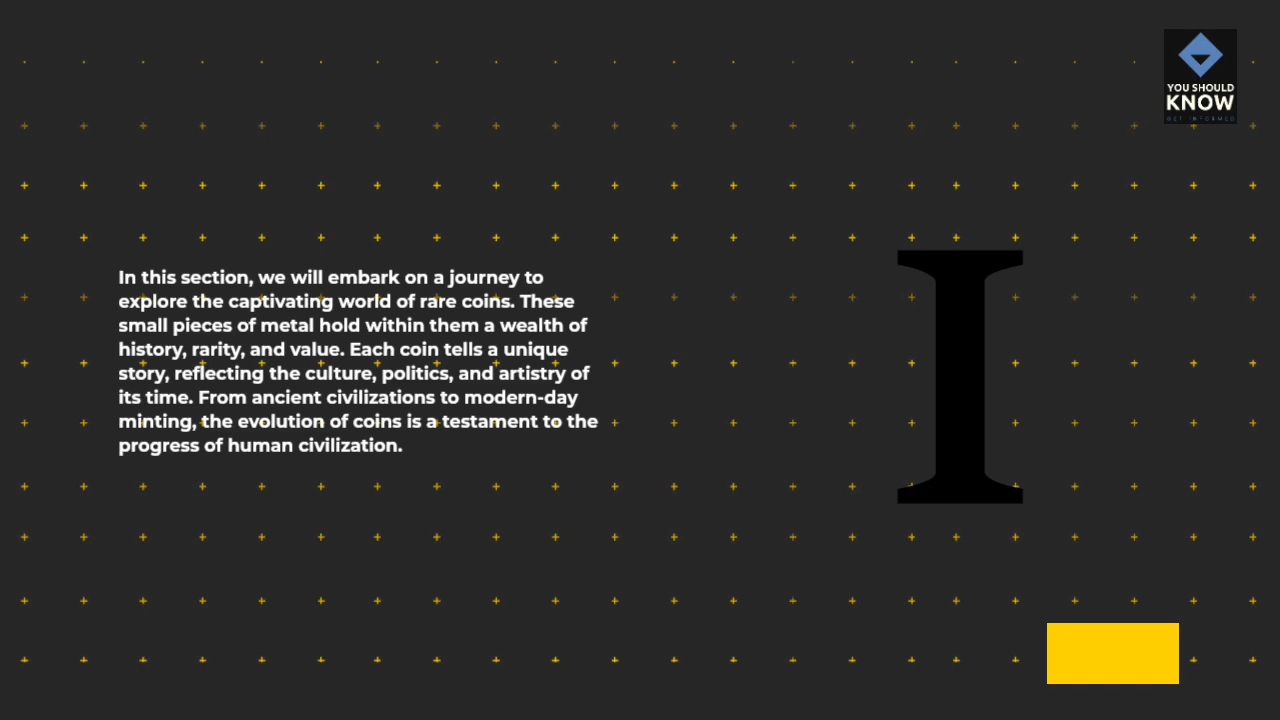 YOU SHOULD
KNOW
GET INFORMED
In this section, we will embark on a journey to
explore the captivating world of rare coins. These
small pieces of metal hold within them a wealth of
history, rarity, and value. Each coin tells a unique
story, reflecting the culture, politics, and artistry of
its time. From ancient civilizations to modern-day
minting, the evolution of coins is a testament to the
progress of human civilization.
I